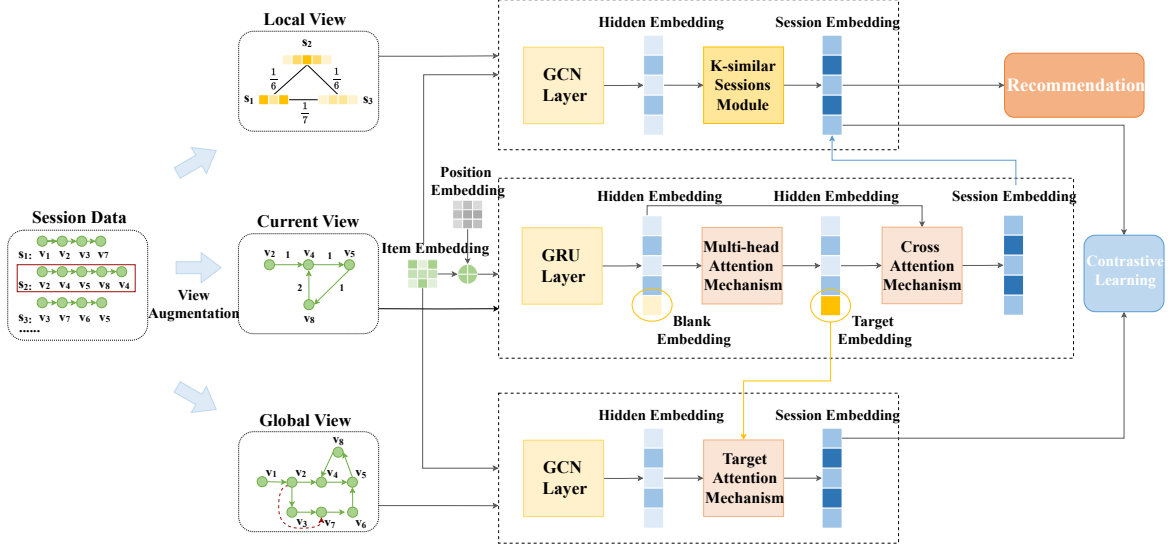 Local View
s₂
1/6
1/6
s₁
s₃
1/7
Session Data
s₁: v₁ v₂ v₃ v₇
s₂: v₂ v₄ v₅ v₈ v₄
s₃: v₃ v₇ v₆ v₅
......
View
Augmentation
Current View
v₂ 1 v₄ 1 v₅
2
1
v₈
Global View
v₈
v₁ v₂ v₄ v₅
v₃ v₇ v₆
Position
Embedding
Item Embedding
Hidden Embedding
Session Embedding
GCN
Layer
K-similar
Sessions
Module
Recommendation
Hidden Embedding
Hidden Embedding
Session Embedding
GRU
Layer
Multi-head
Attention
Mechanism
Cross
Attention
Mechanism
Blank
Embedding
Target
Embedding
Contrastive
Learning
Hidden Embedding
Session Embedding
GCN
Layer
Target
Attention
Mechanism